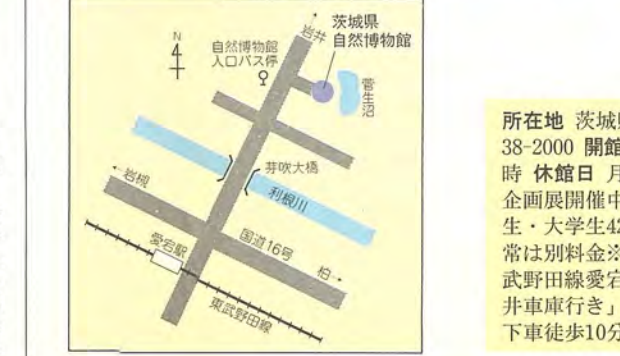 茨城県
自然博物館
岩井
N
自然博物館
入口バス停
菅生沼
芽吹大橋
利根川
←岩槻
国道16号
柏→
愛宕駅
東武野田線
所在地 茨城県
38-2000 開館
時 休館日 月
企画展開催中
生・大学生42
常は別料金※
武野田線愛宕
井車庫行き」
下車徒歩10分